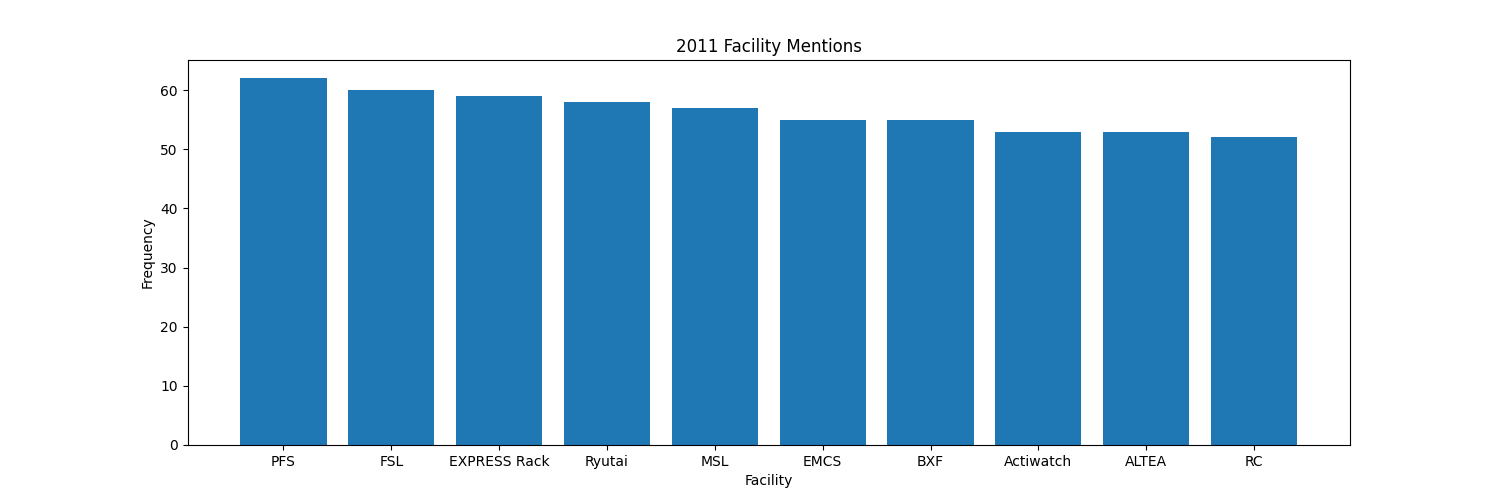 2011 Facility Mentions
Frequency
60
50
40
30
20
10
0
PFS FSL EXPRESS Rack Ryutai MSL EMCS BXF Actiwatch ALTEA RC
Facility